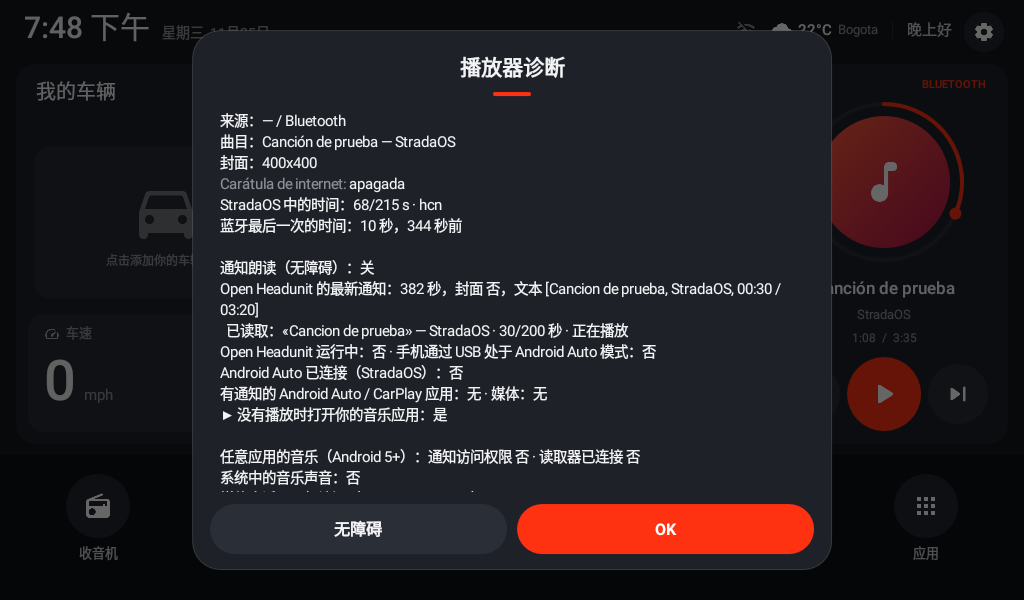 7:48 下午
星期三, 11月05日
22°C Bogota
晚上好
我的车辆
BLUETOOTH
播放器诊断
来源：— / Bluetooth
曲目：Canción de prueba — StradaOS
封面：400x400
Carátula de internet: apagada
StradaOS 中的时间：68/215 s · hcn
蓝牙最后一次的时间：10 秒，344 秒前
通知朗读（无障碍）：关
Open Headunit 的最新通知：382 秒，封面 否，文本 [Cancion de prueba, StradaOS, 00:30 /
03:20]
已读取：«Cancion de prueba» — StradaOS · 30/200 秒 · 正在播放
Open Headunit 运行中：否 · 手机通过 USB 处于 Android Auto 模式：否
Android Auto 已连接（StradaOS）：否
有通知的 Android Auto / CarPlay 应用：无 · 媒体：无
► 没有播放时打开你的音乐应用：是
任意应用的音乐（Android 5+）：通知访问权限 否 · 读取器已连接 否
系统中的音乐声音：否
无障碍
OK
点击添加你的车辆
车速
0 mph
nción de prueba
StradaOS
1:08 / 3:35
收音机
应用